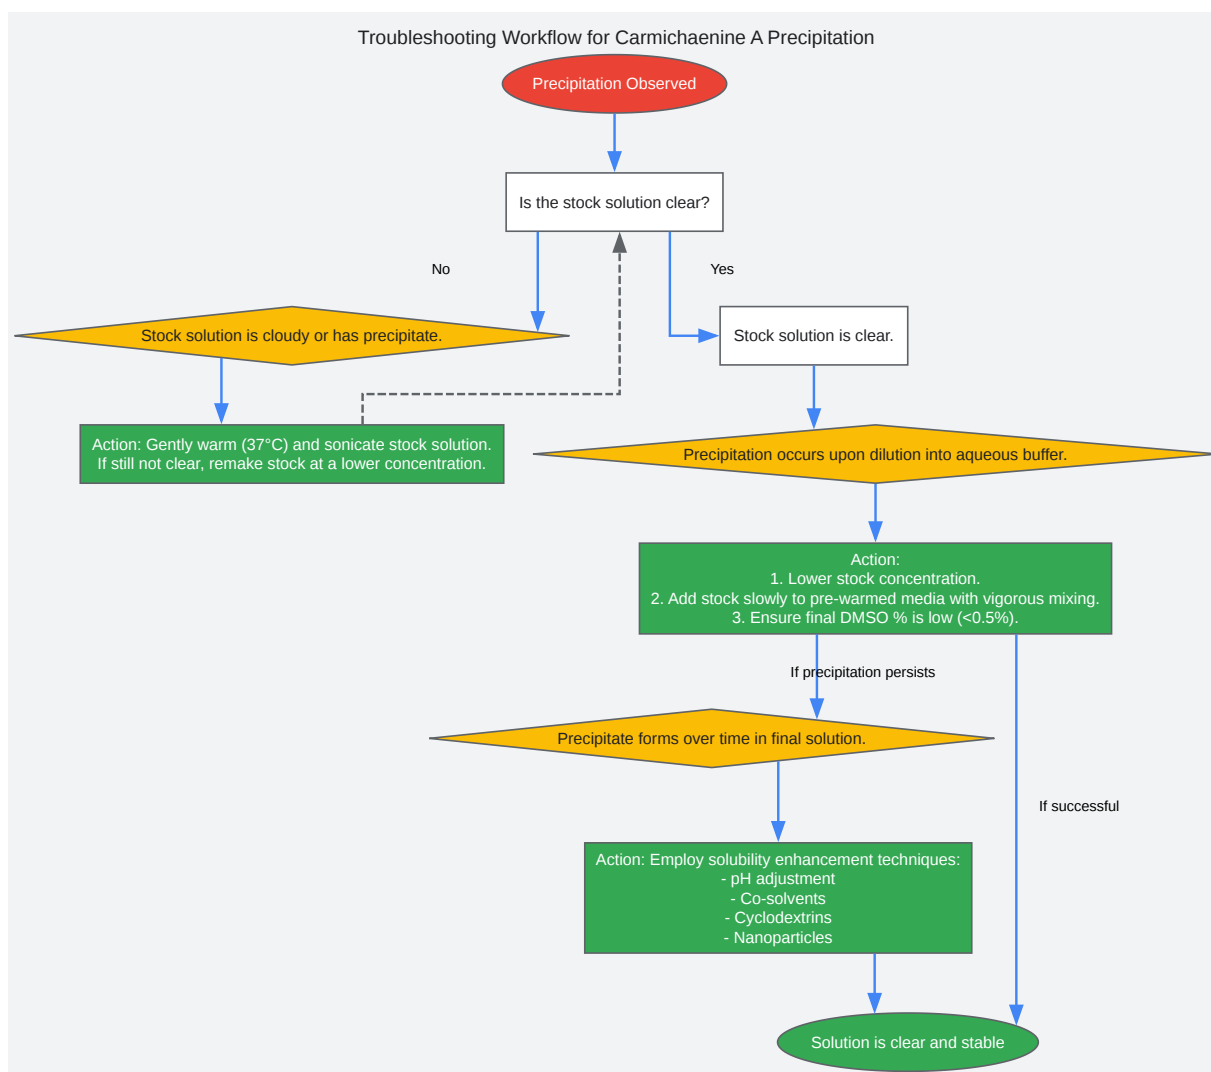 Troubleshooting Workflow for Carmichaenine A Precipitation
Precipitation Observed
Is the stock solution clear?
No
Yes
Stock solution is cloudy or has precipitate.
Stock solution is clear.
Action: Gently warm (37°C) and sonicate stock solution.
If still not clear, remake stock at a lower concentration.
Precipitation occurs upon dilution into aqueous buffer.
Action:
1. Lower stock concentration.
2. Add stock slowly to pre-warmed media with vigorous mixing.
3. Ensure final DMSO % is low (<0.5%).
If precipitation persists
Precipitate forms over time in final solution.
If successful
Action: Employ solubility enhancement techniques:
- pH adjustment
- Co-solvents
- Cyclodextrins
- Nanoparticles
Solution is clear and stable